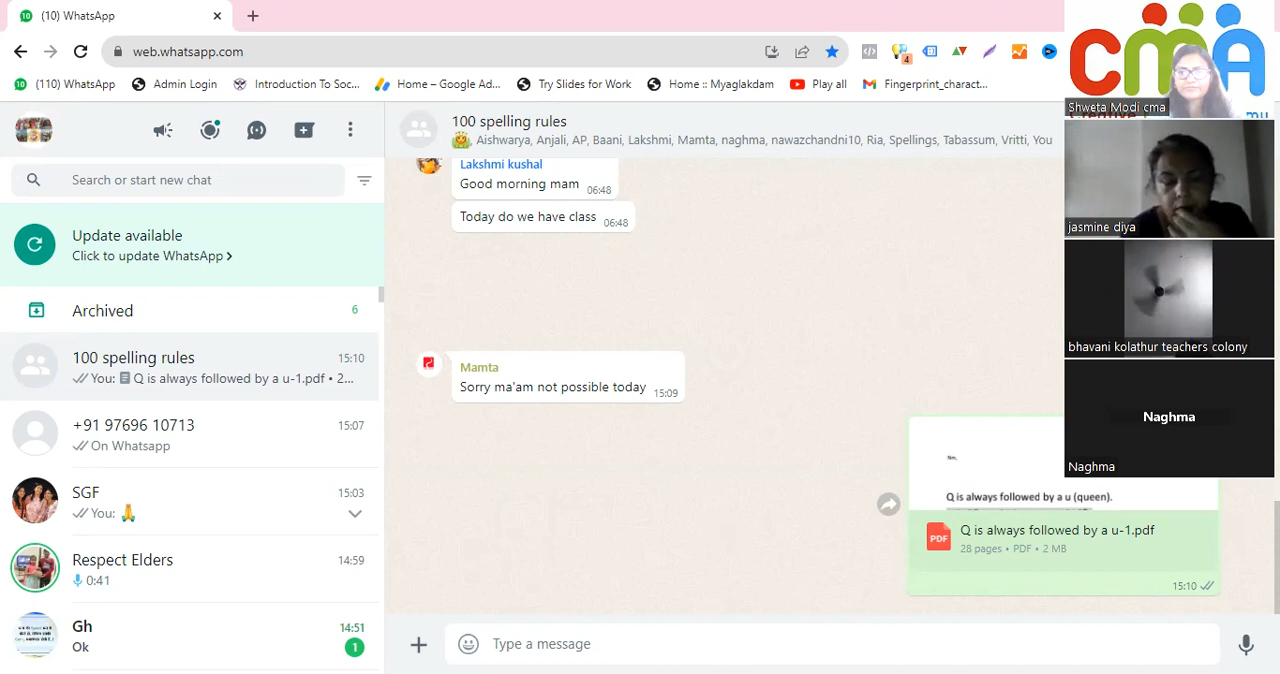 (10) WhatsApp
web.whatsapp.com
4
(110) WhatsApp
Admin Login
Introduction To Soc...
Home – Google Ad...
Try Slides for Work
Home :: Myaglakdam
Play all
Fingerprint_charact...
cmA
Shweta Modi cma
jasmine diya
bhavani kolathur teachers colony
Naghma
Naghma
Search or start new chat
Update available
Click to update WhatsApp
Archived
6
100 spelling rules
15:10
You: Q is always followed by a u-1.pdf • 2...
+91 97696 10713
15:07
On Whatsapp
SGF
15:03
You: 🙏
Respect Elders
14:59
0:41
Gh
14:51
Ok
1
100 spelling rules
Aishwarya, Anjali, AP, Baani, Lakshmi, Mamta, naghma, nawazchandni10, Ria, Spellings, Tabassum, Vritti, You
Lakshmi kushal
Good morning mam
06:48
Today do we have class
06:48
Mamta
Sorry ma'am not possible today
15:09
Q is always followed by a u (queen).
PDF
Q is always followed by a u-1.pdf
28 pages • PDF • 2 MB
15:10
Type a message